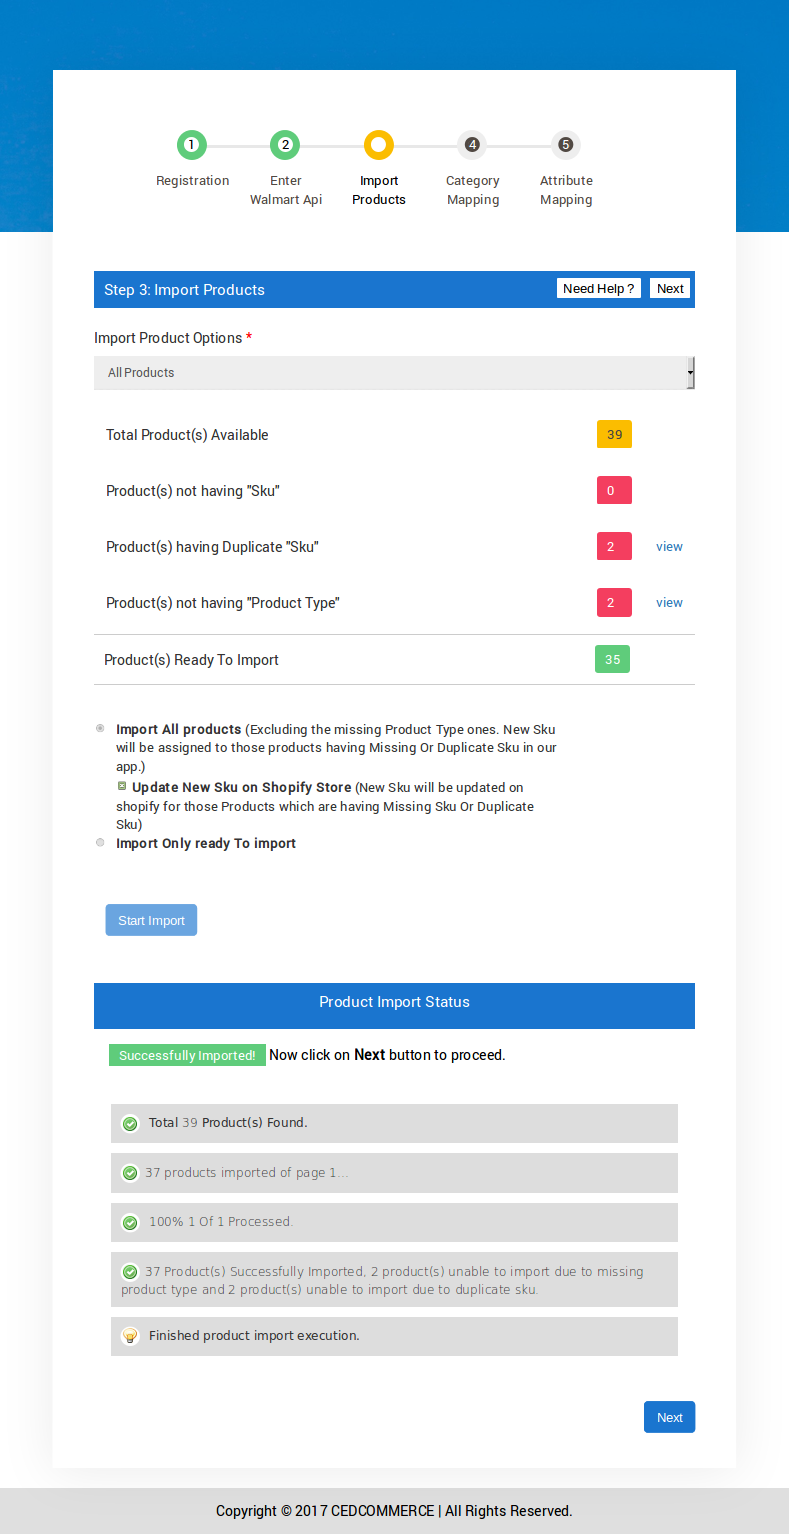 1 2 4 5
Registration Enter Import Category Attribute
Walmart Api Products Mapping Mapping
Step 3: Import Products Need Help ? Next
Import Product Options *
All Products
Total Product(s) Available 39
Product(s) not having "Sku" 0
Product(s) having Duplicate "Sku" 2 view
Product(s) not having "Product Type" 2 view
Product(s) Ready To Import 35
Import All products (Excluding the missing Product Type ones. New Sku
will be assigned to those products having Missing Or Duplicate Sku in our
app.)
Update New Sku on Shopify Store (New Sku will be updated on
shopify for those Products which are having Missing Sku Or Duplicate
Sku)
Import Only ready To import
Start Import
Product Import Status
Successfully Imported! Now click on Next button to proceed.
Total 39 Product(s) Found.
37 products imported of page 1...
100% 1 Of 1 Processed.
37 Product(s) Successfully Imported, 2 product(s) unable to import due to missing
product type and 2 product(s) unable to import due to duplicate sku.
Finished product import execution.
Next
Copyright © 2017 CEDCOMMERCE | All Rights Reserved.